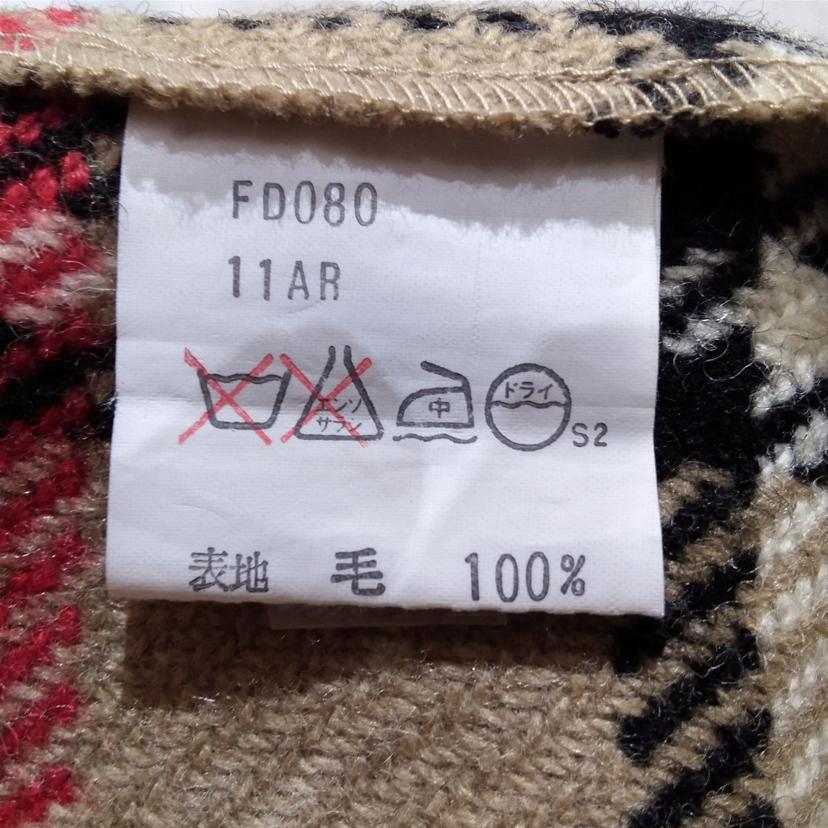 FD080
11AR
エンソ
サラシ
中
ドライ
S2
表地 毛 100%